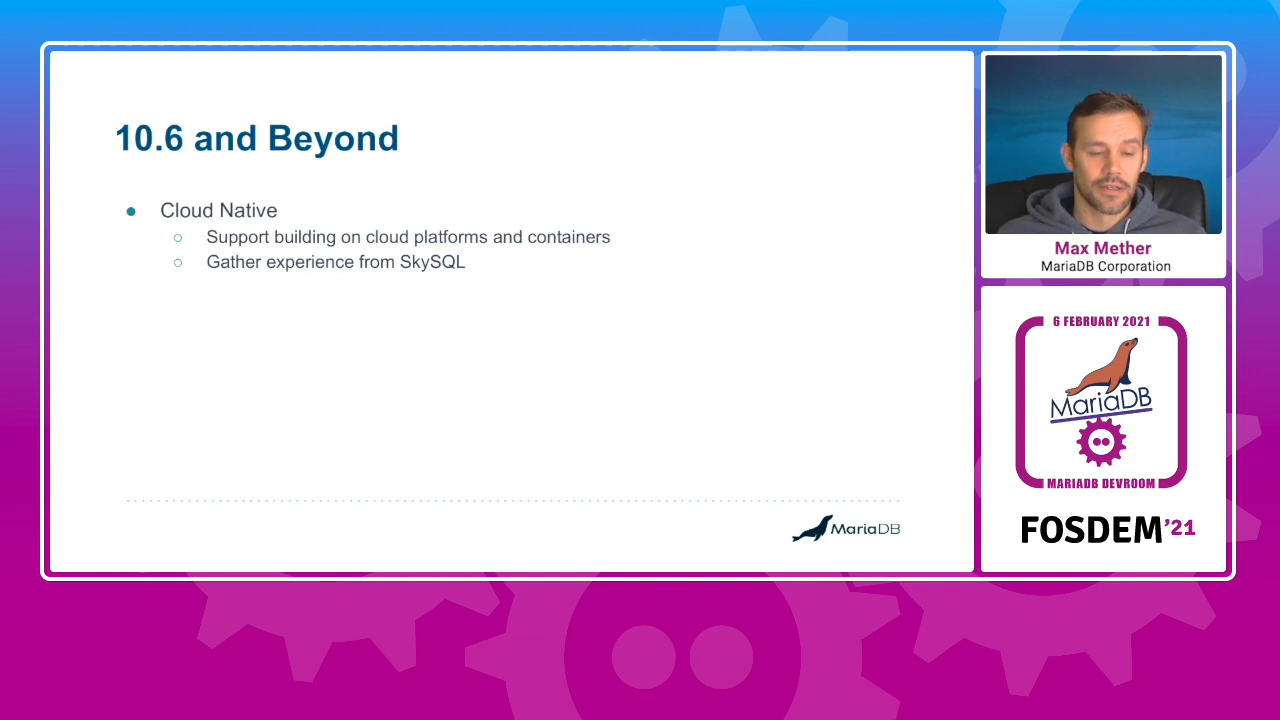 10.6 and Beyond
Cloud Native
Support building on cloud platforms and containers
Gather experience from SkySQL
MariaDB
Max Mether
MariaDB Corporation
6 FEBRUARY 2021
MariaDB
MARIADB DEVROOM
FOSDEM'21